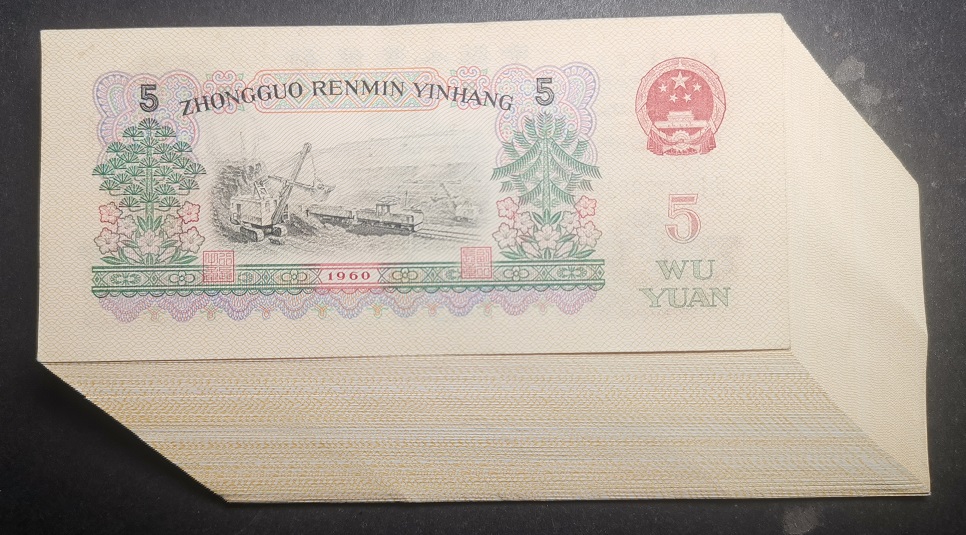 5 ZHONGGUO RENMIN YINHANG 5
1960
5
WU
YUAN